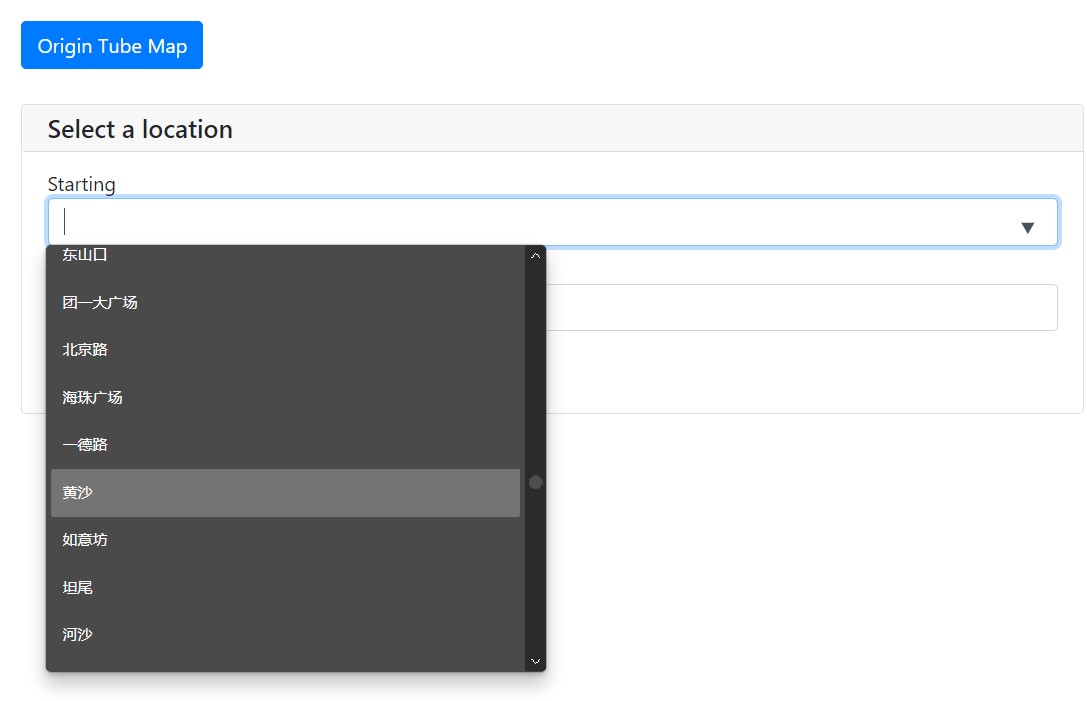 Origin Tube Map
Select a location
Starting
东山口
团一大广场
北京路
海珠广场
一德路
黄沙
如意坊
坦尾
河沙